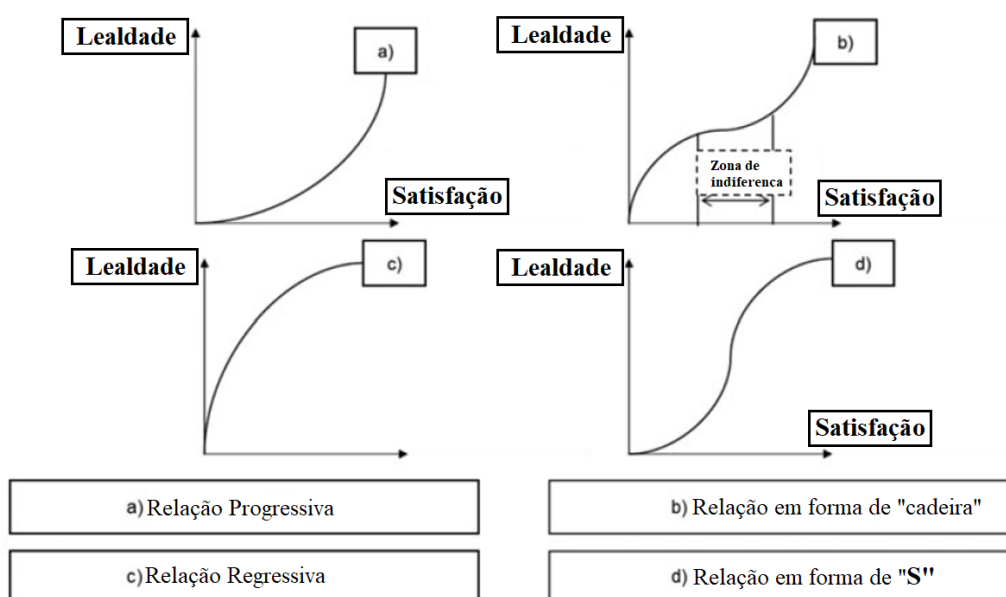 Lealdade
a)
Satisfação
Lealdade
b)
Zona de
indiferença
Satisfação
Lealdade
c)
Lealdade
d)
Satisfação
a) Relação Progressiva
b) Relação em forma de "cadeira"
c) Relação Regressiva
d) Relação em forma de "S"